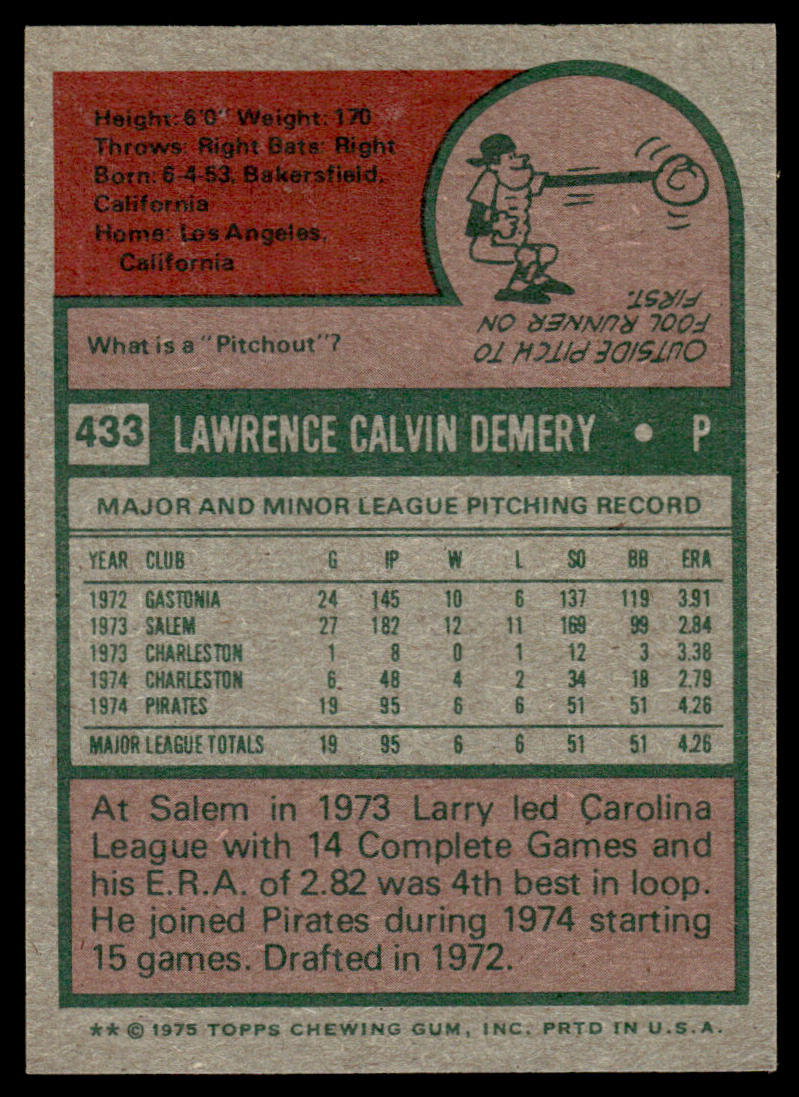 Height: 6'0" Weight: 170
Throws: Right Bats: Right
Born: 6-4-53, Bakersfield,
California
Home: Los Angeles,
California
What is a "Pitchout"?
OUTSIDE PITCH TO
FOOL RUNNER ON
FIRST.
433 LAWRENCE CALVIN DEMERY • P
MAJOR AND MINOR LEAGUE PITCHING RECORD
YEAR CLUB G IP W L SO BB ERA
1972 GASTONIA 24 145 10 6 137 119 3.91
1973 SALEM 27 182 12 11 169 99 2.84
1973 CHARLESTON 1 8 0 1 12 3 3.38
1974 CHARLESTON 6 48 4 2 34 18 2.79
1974 PIRATES 19 95 6 6 51 51 4.26
MAJOR LEAGUE TOTALS 19 95 6 6 51 51 4.26
At Salem in 1973 Larry led Carolina
League with 14 Complete Games and
his E.R.A. of 2.82 was 4th best in loop.
He joined Pirates during 1974 starting
15 games. Drafted in 1972.
** © 1975 TOPPS CHEWING GUM, INC. PRTD IN U.S.A.